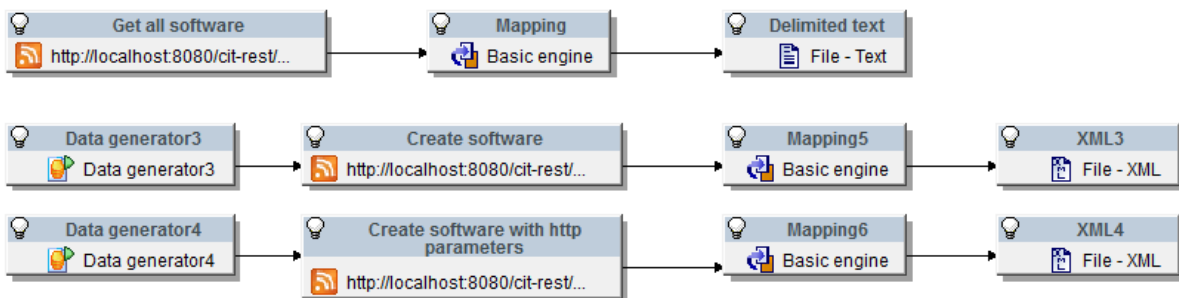 Get all software
http://localhost:8080/cit-rest/...
Mapping
Basic engine
Delimited text
File - Text
Data generator3
Data generator3
Create software
http://localhost:8080/cit-rest/...
Mapping5
Basic engine
XML3
File - XML
Data generator4
Data generator4
Create software with http
parameters
http://localhost:8080/cit-rest/...
Mapping6
Basic engine
XML4
File - XML